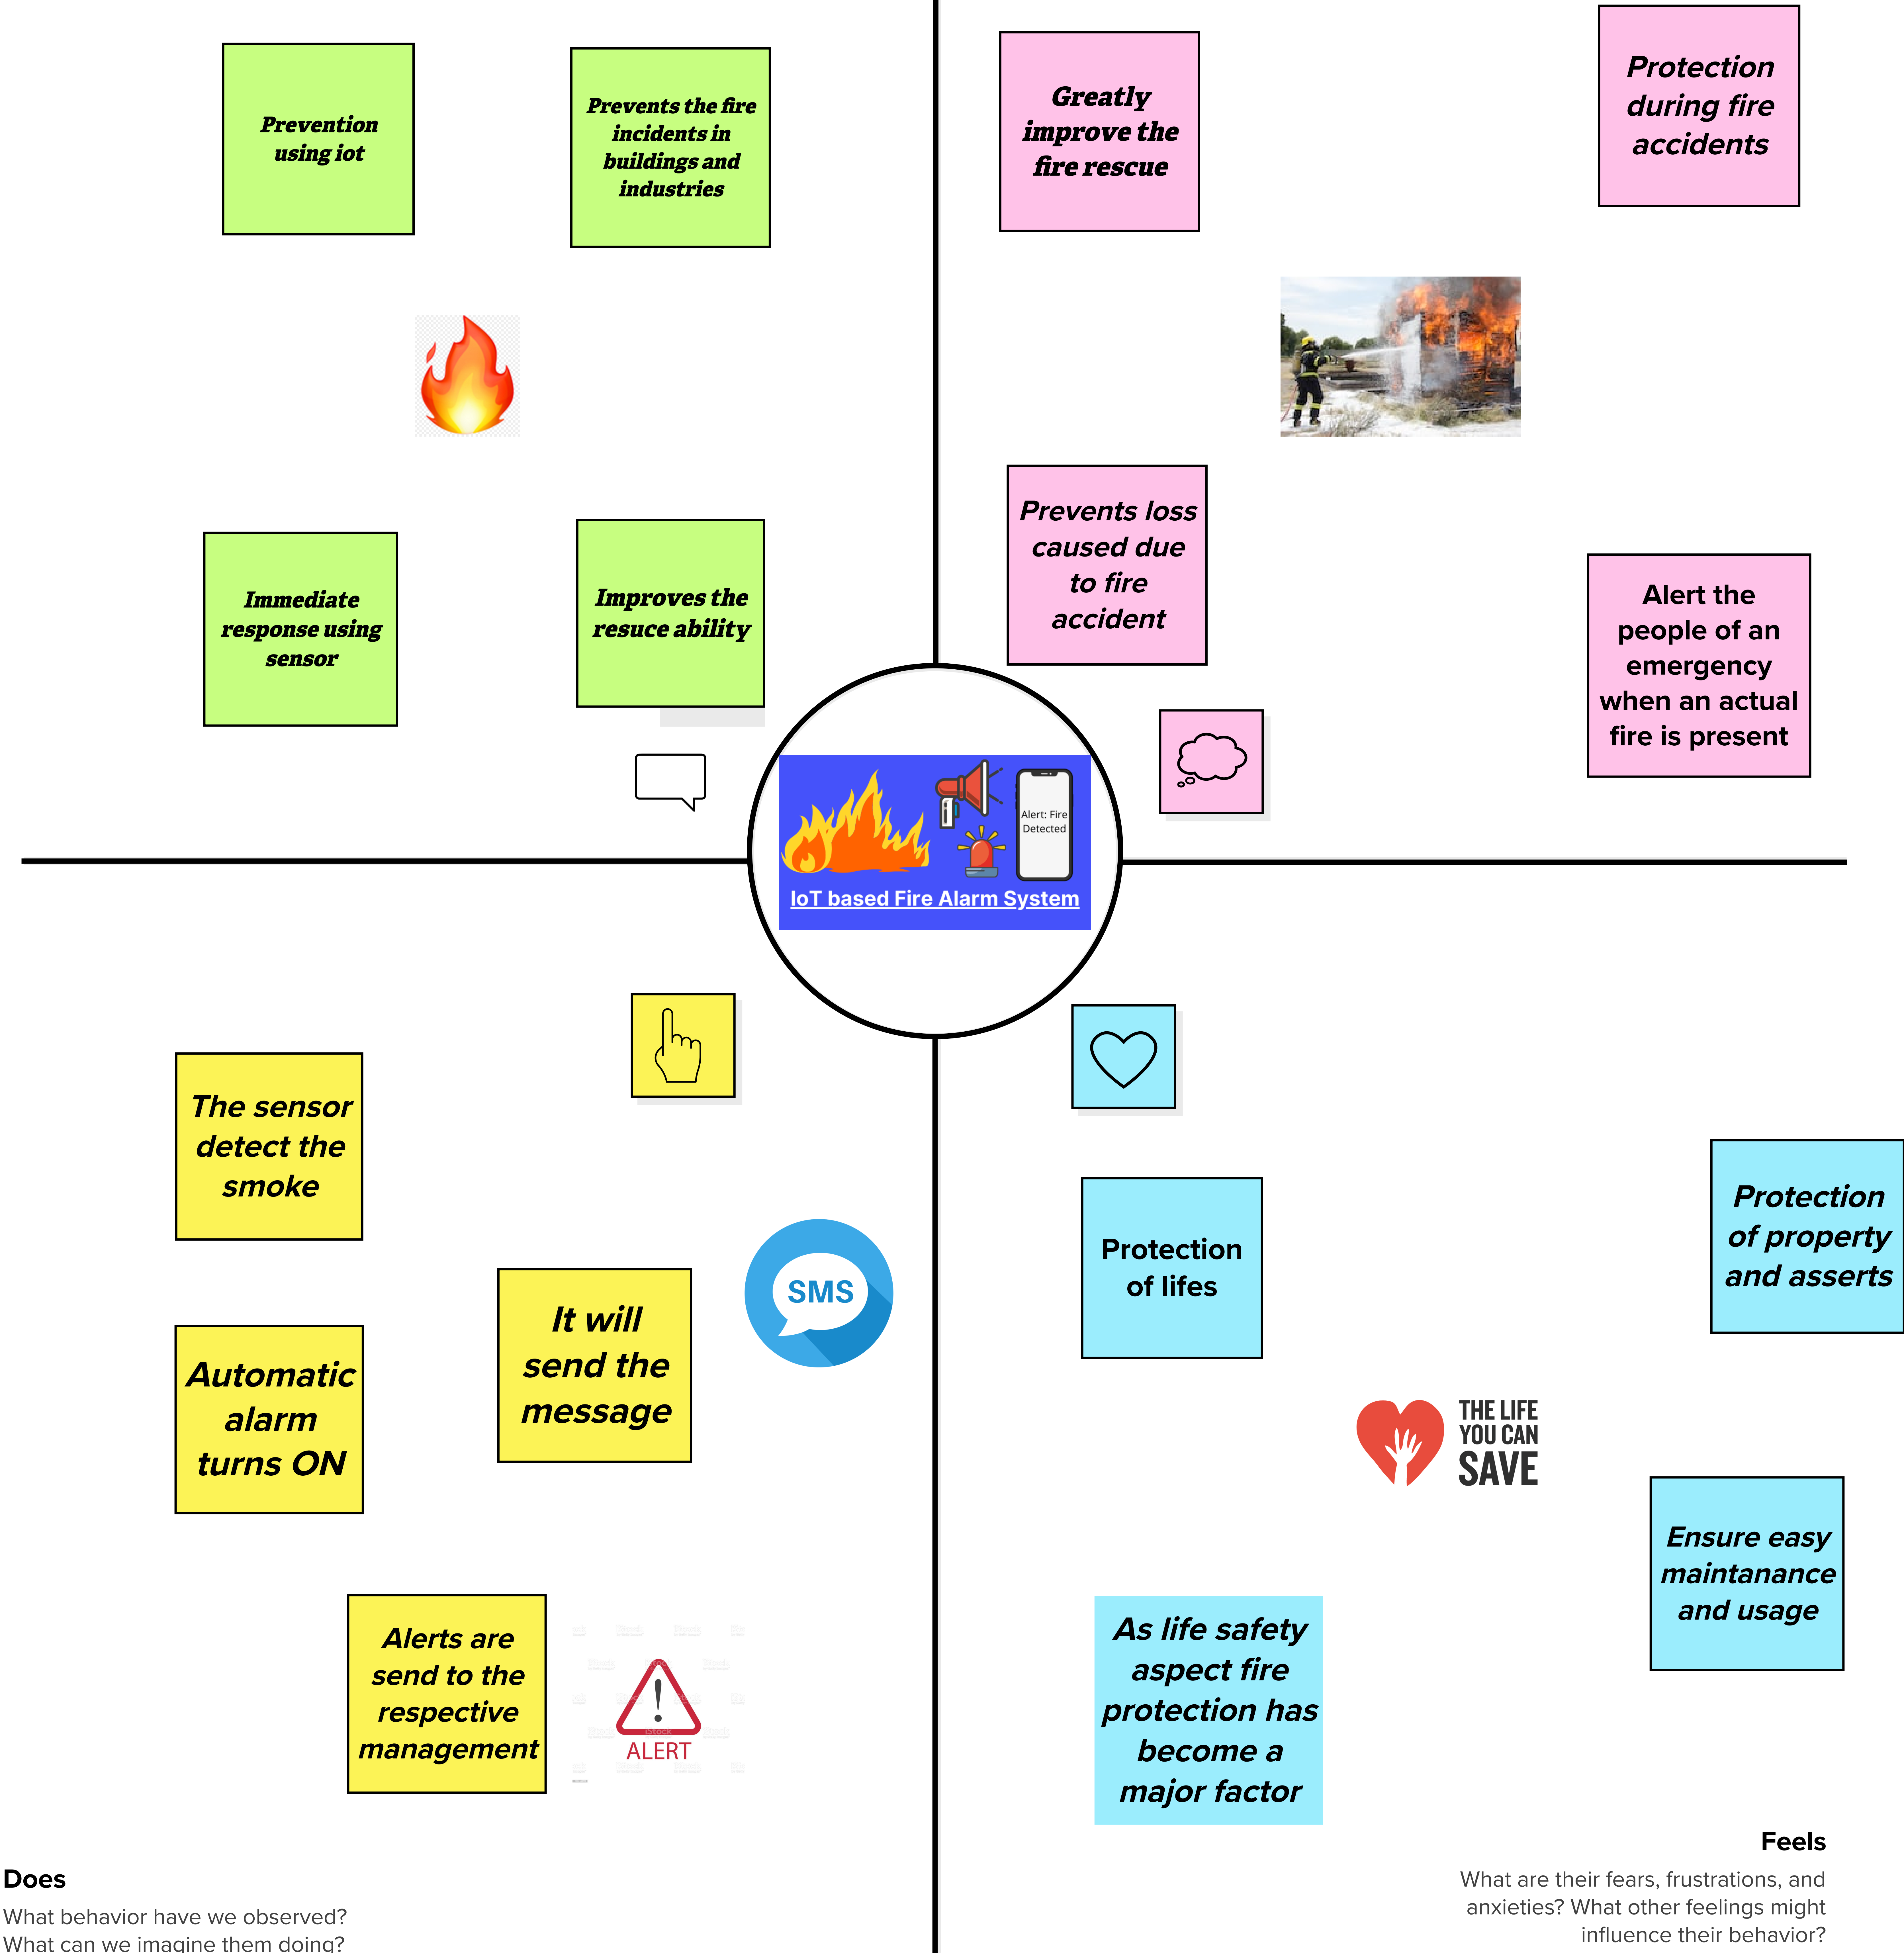 Prevention
using iot
Prevents the fire
incidents in
buildings and
industries
Immediate
response using
sensor
Improves the
resuce ability
Greatly
improve the
fire rescue
Protection
during fire
accidents
Prevents loss
caused due
to fire
accident
Alert the
people of an
emergency
when an actual
fire is present
Alert: Fire
Detected
IoT based Fire Alarm System
The sensor
detect the
smoke
Automatic
alarm
turns ON
It will
send the
message
SMS
Alerts are
send to the
respective
management
iStock
ALERT
Does
What behavior have we observed?
What can we imagine them doing?
Protection
of lifes
Protection
of property
and asserts
THE LIFE
YOU CAN
SAVE
Ensure easy
maintanance
and usage
As life safety
aspect fire
protection has
become a
major factor
Feels
What are their fears, frustrations, and
anxieties? What other feelings might
influence their behavior?